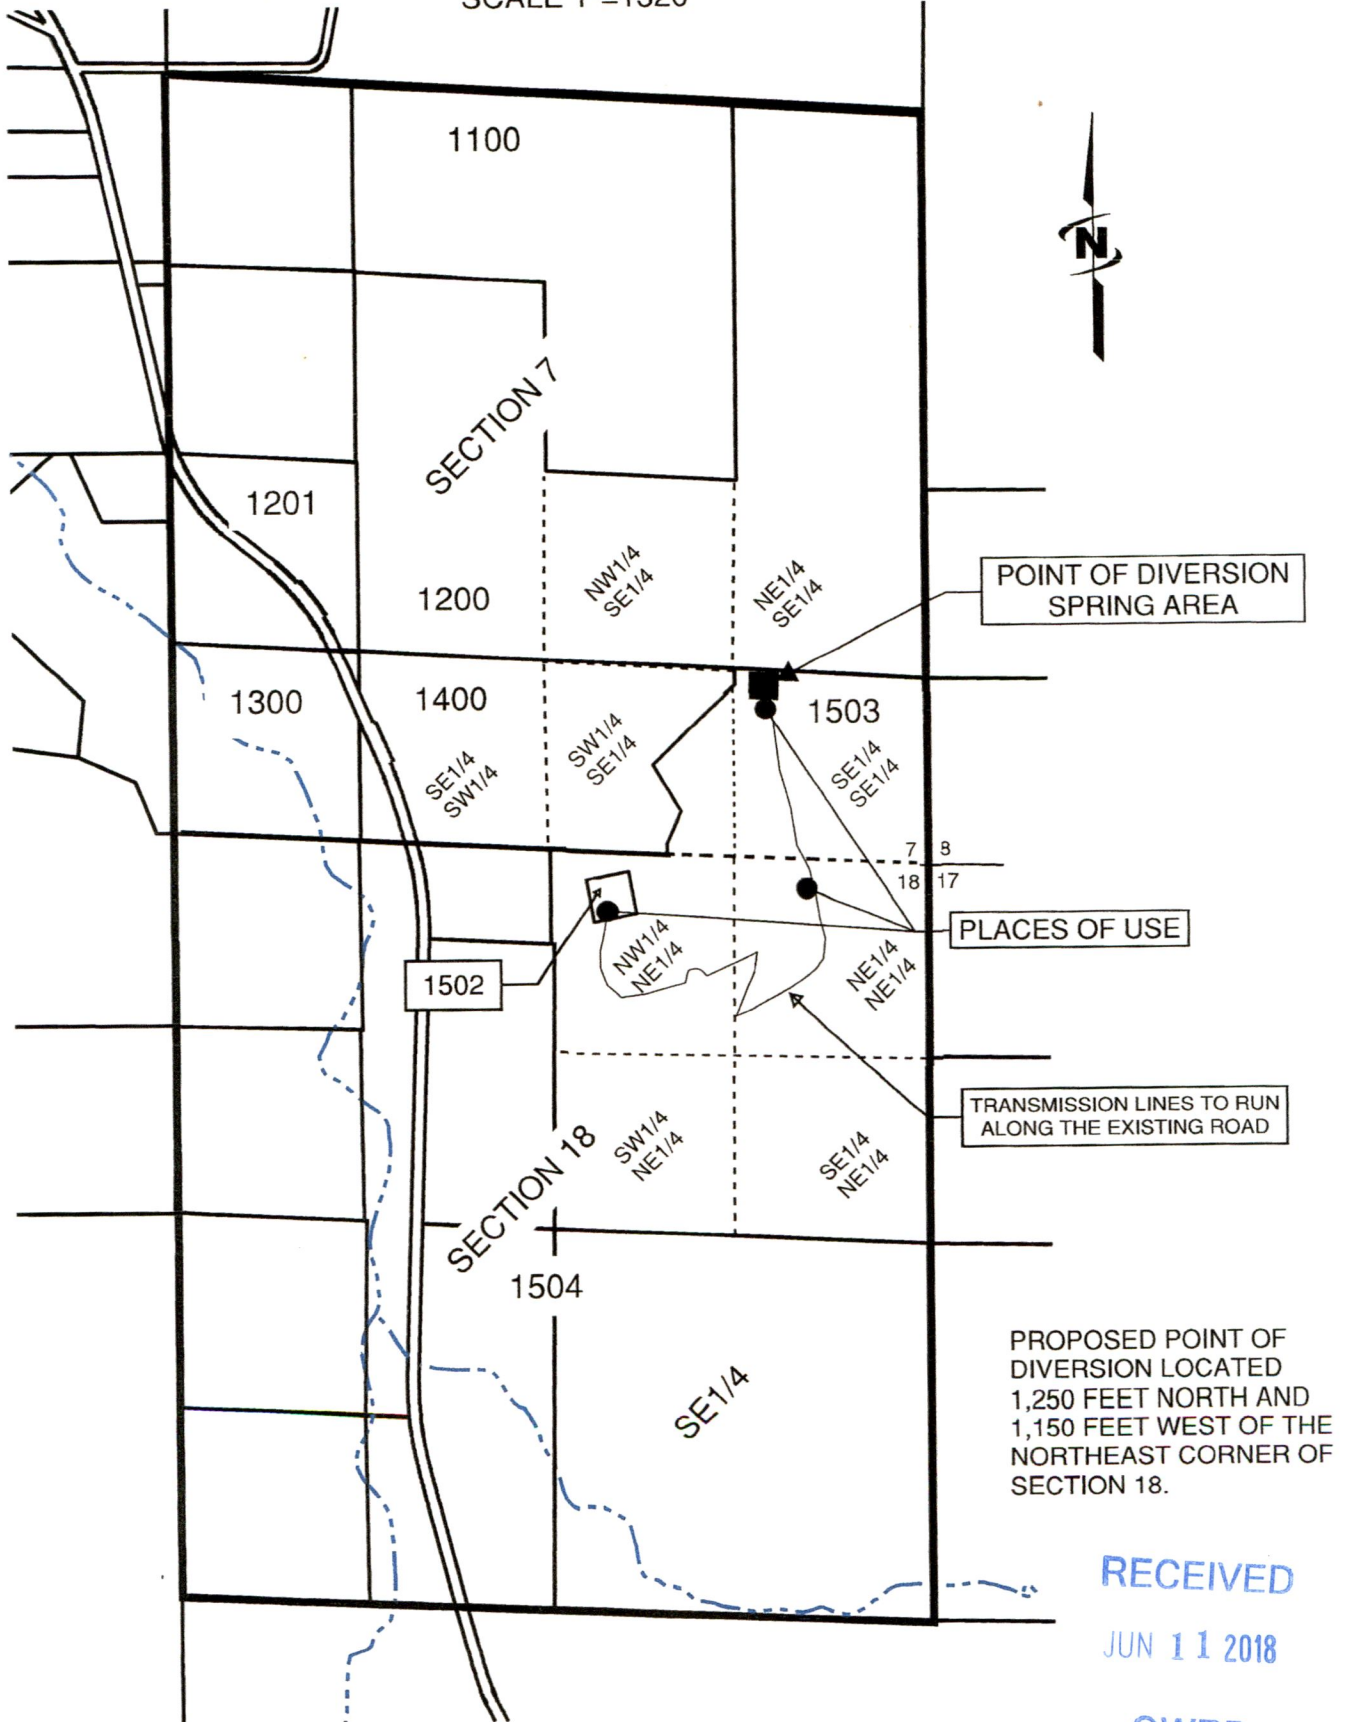 1100
N
SECTION 7
1201
NW1/4
SE1/4
NE1/4
SE1/4
POINT OF DIVERSION
SPRING AREA
1200
1300
1400
1503
SW1/4
SE1/4
SE1/4
SE1/4
SE1/4
SW1/4
7 8
18 17
PLACES OF USE
NW1/4
NE1/4
NE1/4
NE1/4
1502
TRANSMISSION LINES TO RUN
ALONG THE EXISTING ROAD
SW1/4
NE1/4
SE1/4
NE1/4
SECTION 18
1504
SE1/4
PROPOSED POINT OF
DIVERSION LOCATED
1,250 FEET NORTH AND
1,150 FEET WEST OF THE
NORTHEAST CORNER OF
SECTION 18.
RECEIVED
JUN 11 2018